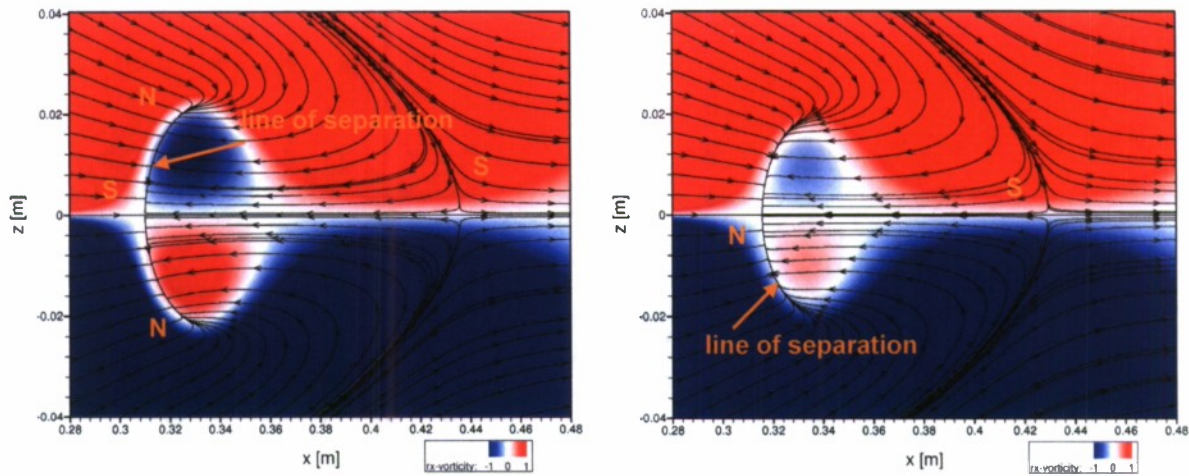 0.04
0.02
0
-0.02
-0.04
z [m]
0.28 0.3 0.32 0.34 0.36 0.38 0.4 0.42 0.44 0.46 0.48
x [m]
N
line of separation
S
S
N
rx-vorticity: -1 0 1
0.04
0.02
0
-0.02
-0.04
z [m]
0.28 0.3 0.32 0.34 0.36 0.38 0.4 0.42 0.44 0.46 0.48
x [m]
S
N
line of separation
rx-vorticity: -1 0 1